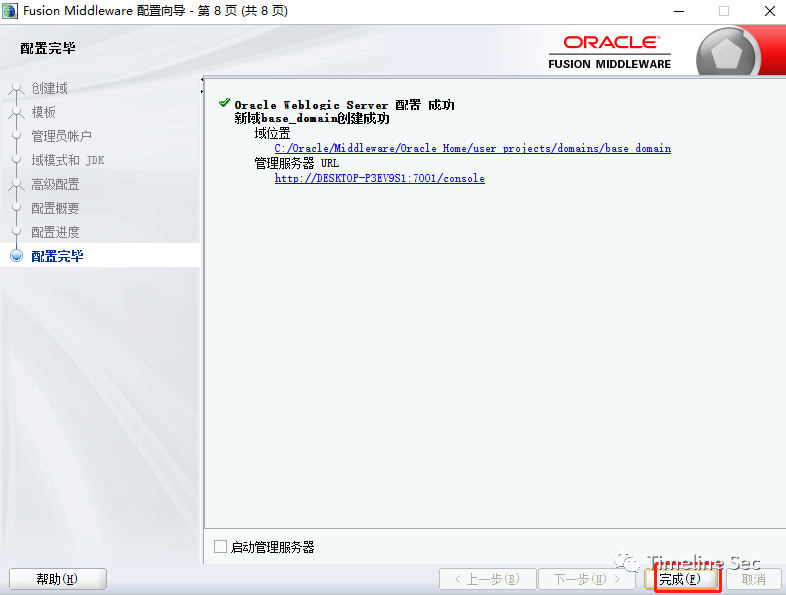 Fusion Middleware 配置向导 - 第 8 页 (共 8 页)
配置完毕
ORACLE
FUSION MIDDLEWARE
创建域
模板
管理员帐户
域模式和 JDK
高级配置
配置概要
配置进度
配置完毕
Oracle Weblogic Server 配置 成功
新域base_domain创建成功
域位置
C:/Oracle/Middleware/Oracle_Home/user_projects/domains/base_domain
管理服务器 URL
http://DESKTOP-P3EV9S1:7001/console
启动管理服务器
Timeline Sec
帮助(H)
< 上一步(B)
下一步(N) >
完成(F)
取消